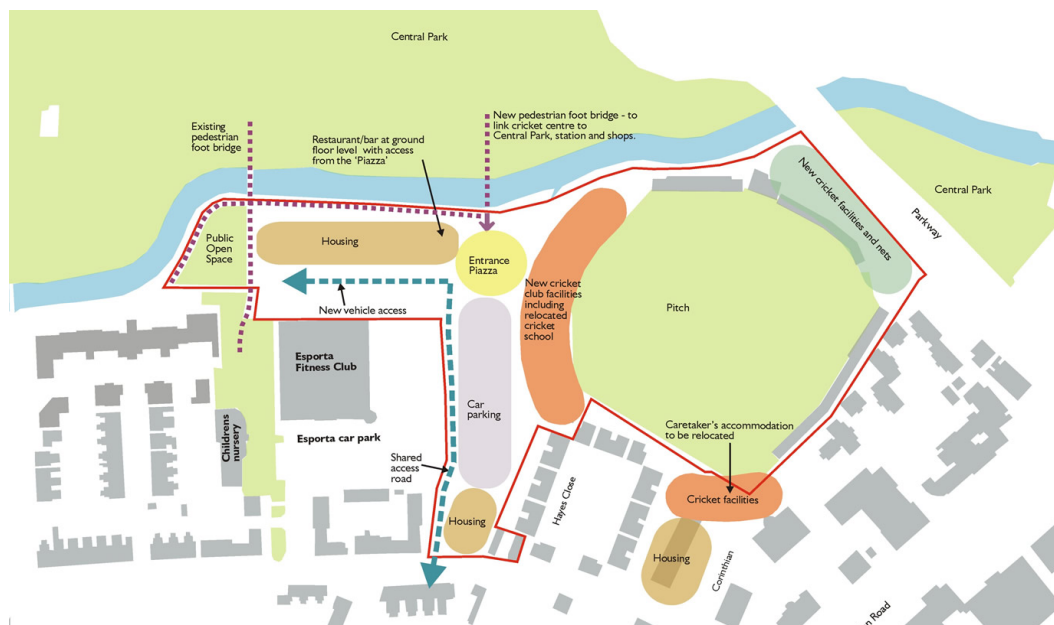 Central Park
Existing
pedestrian
foot bridge
Restaurant/bar at ground
floor level with access
from the 'Piazza'
New pedestrian foot bridge - to
link cricket centre to
Central Park, station and shops.
New cricket facilities and nets
Central Park
Parkway
Public
Open
Space
Housing
Entrance
Piazza
New vehicle access
New cricket
club facilities
including
relocated
cricket
school
Pitch
Esporta
Fitness Club
Car
parking
Childrens
nursery
Esporta car park
Caretaker's accommodation
to be relocated
Shared
access
road
Hayes Close
Cricket facilities
Housing
Housing
Corinthian
n Road